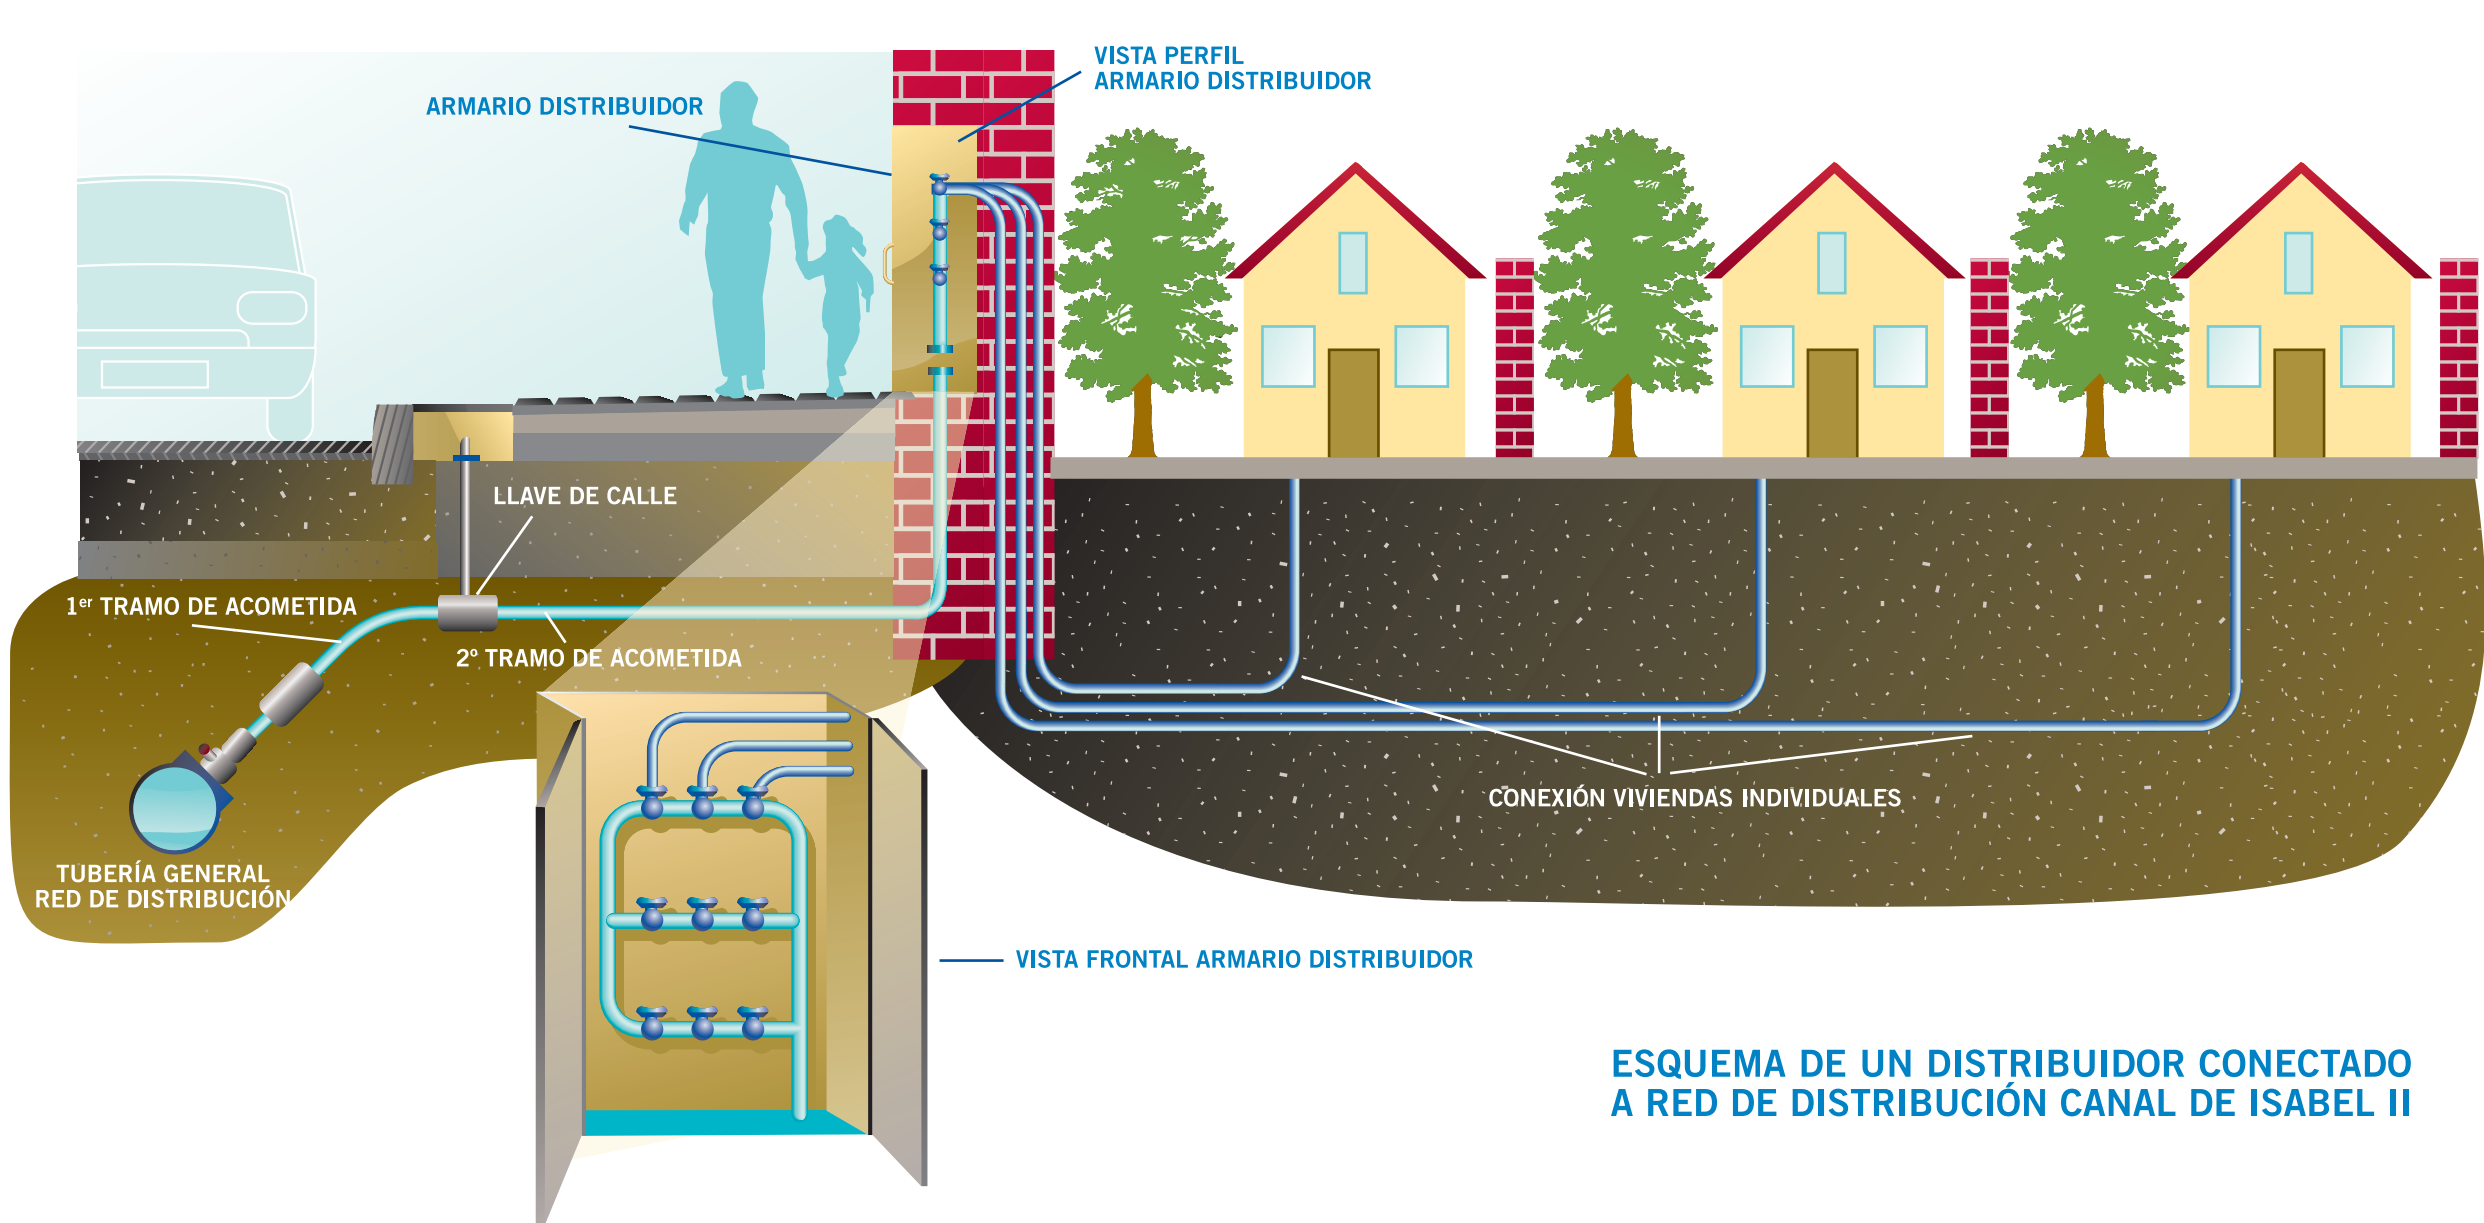 VISTA PERFIL
ARMARIO DISTRIBUIDOR
ARMARIO DISTRIBUIDOR
LLAVE DE CALLE
1er TRAMO DE ACOMETIDA
2º TRAMO DE ACOMETIDA
CONEXIÓN VIVIENDAS INDIVIDUALES
TUBERÍA GENERAL
RED DE DISTRIBUCIÓN
VISTA FRONTAL ARMARIO DISTRIBUIDOR
ESQUEMA DE UN DISTRIBUIDOR CONECTADO
A RED DE DISTRIBUCIÓN CANAL DE ISABEL II